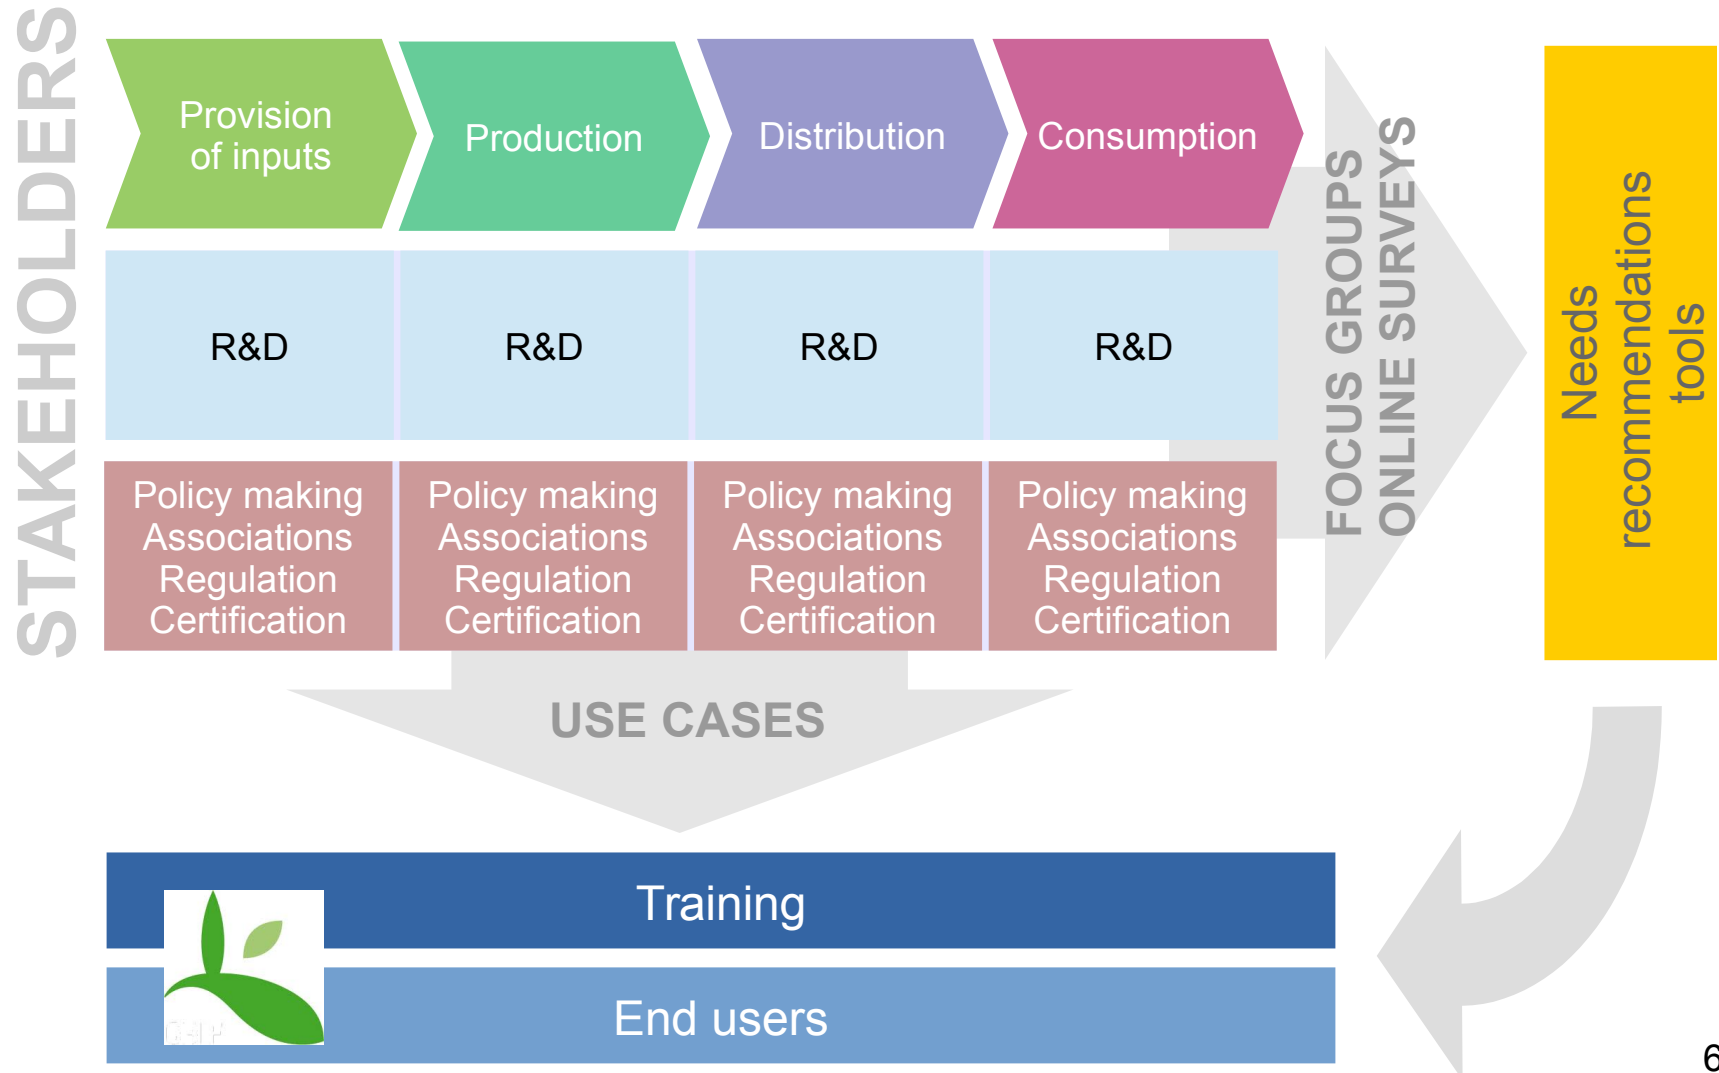 STAKEHOLDERS
Provision
of inputs
Production
Distribution
Consumption
R&D
R&D
R&D
R&D
Policy making
Associations
Regulation
Certification
Policy making
Associations
Regulation
Certification
Policy making
Associations
Regulation
Certification
Policy making
Associations
Regulation
Certification
FOCUS GROUPS
ONLINE SURVEYS
Needs
recommendations
tools
USE CASES
Training
End users
6